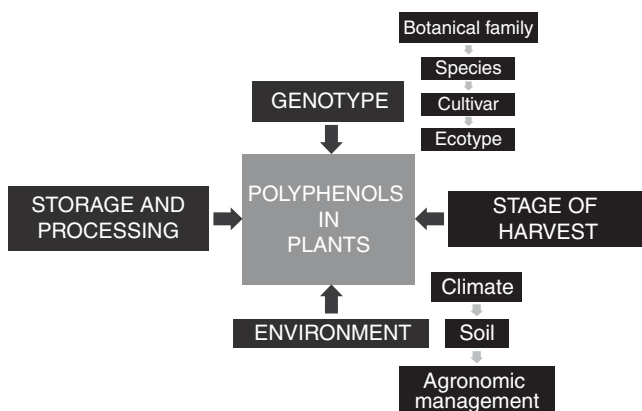 Botanical family
Species
Cultivar
Ecotype
GENOTYPE
POLYPHENOLS
IN
PLANTS
STORAGE AND
PROCESSING
STAGE OF
HARVEST
ENVIRONMENT
Climate
Soil
Agronomic
management